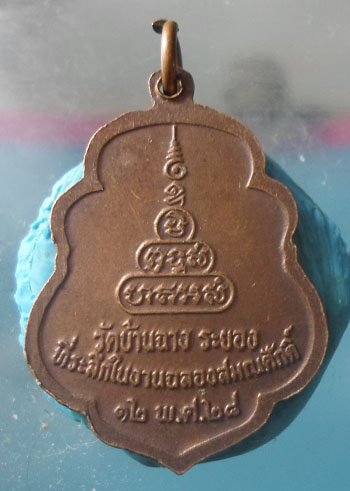 วัดบ้านฉาง ระยอง
ที่ระลึกในงานฉลองสมณศักดิ์
๑๒ พ.ค. ๒๘